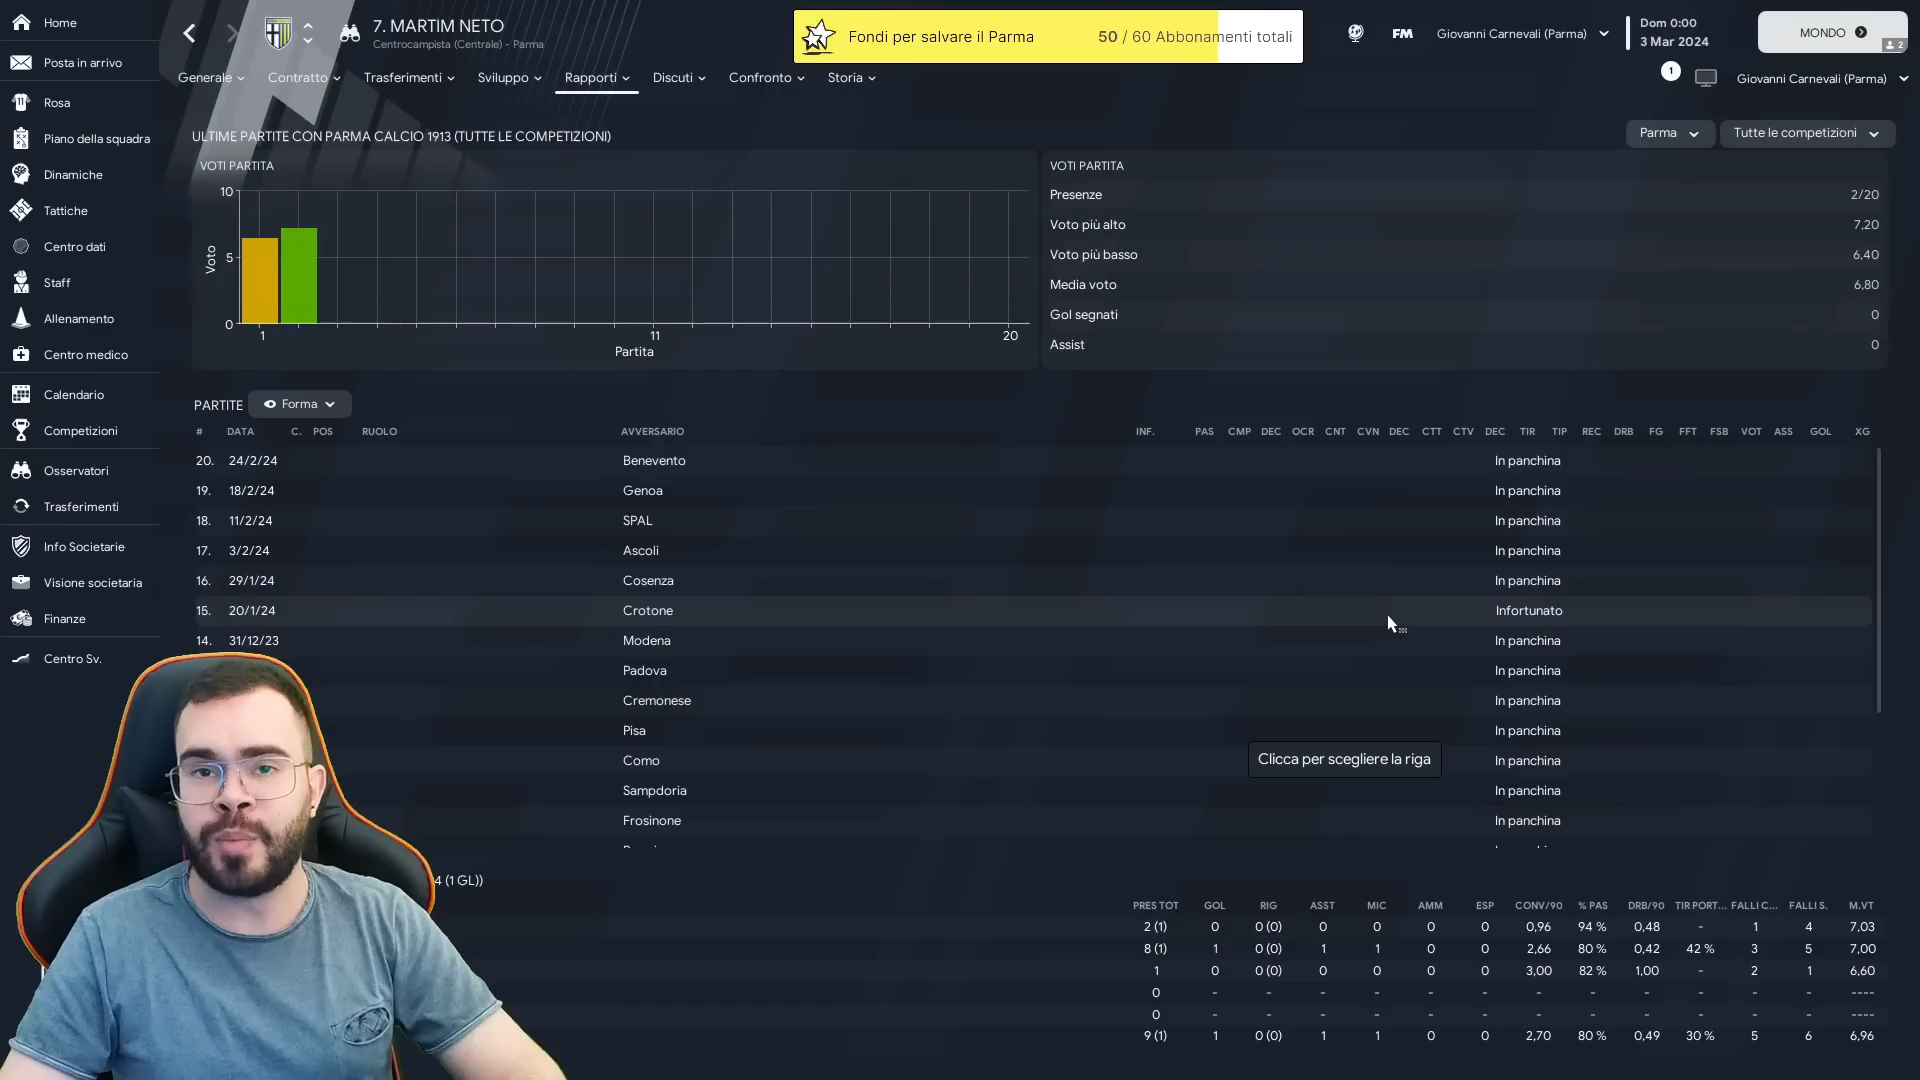 Home
Posta in arrivo
Rosa
Piano della squadra
Dinamiche
Tattiche
Centro dati
Staff
Allenamento
Centro medico
Calendario
Competizioni
Osservatori
Trasferimenti
Info Societarie
Visione societaria
Finanze
Centro Sv.
7. MARTIM NETO
Centrocampista (Centrale) - Parma
Fondi per salvare il Parma 50 / 60 Abbonamenti totali
FM Giovanni Carnevali (Parma)
Dom 0:00
3 Mar 2024
MONDO
2
Generale Contratto Trasferimenti Sviluppo Rapporti Discuti Confronto Storia
1 Giovanni Carnevali (Parma)
ULTIME PARTITE CON PARMA CALCIO 1913 (TUTTE LE COMPETIZIONI)
Parma Tutte le competizioni
VOTI PARTITA
10
5
0
Voto
1 11 20
Partita
VOTI PARTITA
Presenze 2/20
Voto più alto 7,20
Voto più basso 6,40
Media voto 6,80
Gol segnati 0
Assist 0
PARTITE Forma
# DATA C. POS RUOLO AVVERSARIO INF. PAS CMP DEC OCR CNT CVN DEC CTT CTV DEC TIR TIP REC DRB FG FFT FSB VOT ASS GOL XG
20. 24/2/24 Benevento In panchina
19. 18/2/24 Genoa In panchina
18. 11/2/24 SPAL In panchina
17. 3/2/24 Ascoli In panchina
16. 29/1/24 Cosenza In panchina
15. 20/1/24 Crotone Infortunato
14. 31/12/23 Modena In panchina
Padova In panchina
Cremonese In panchina
Pisa In panchina
Como In panchina
Sampdoria In panchina
Frosinone In panchina
Clicca per scegliere la riga
4 (1 GL))
PRES TOT GOL RIG ASST MIC AMM ESP CONV/90 % PAS DRB/90 TIR PORT... FALLI C... FALLI S. M.VT
2 (1) 0 0 (0) 0 0 0 0 0,96 94 % 0,48 - 1 4 7,03
8 (1) 1 0 (0) 1 1 0 0 2,66 80 % 0,42 42 % 3 5 7,00
1 0 0 (0) 0 0 0 0 3,00 82 % 1,00 - 2 1 6,60
0 - - - - - - - - - - - - ----
0 - - - - - - - - - - - - ----
9 (1) 1 0 (0) 1 1 0 0 2,70 80 % 0,49 30 % 5 6 6,96